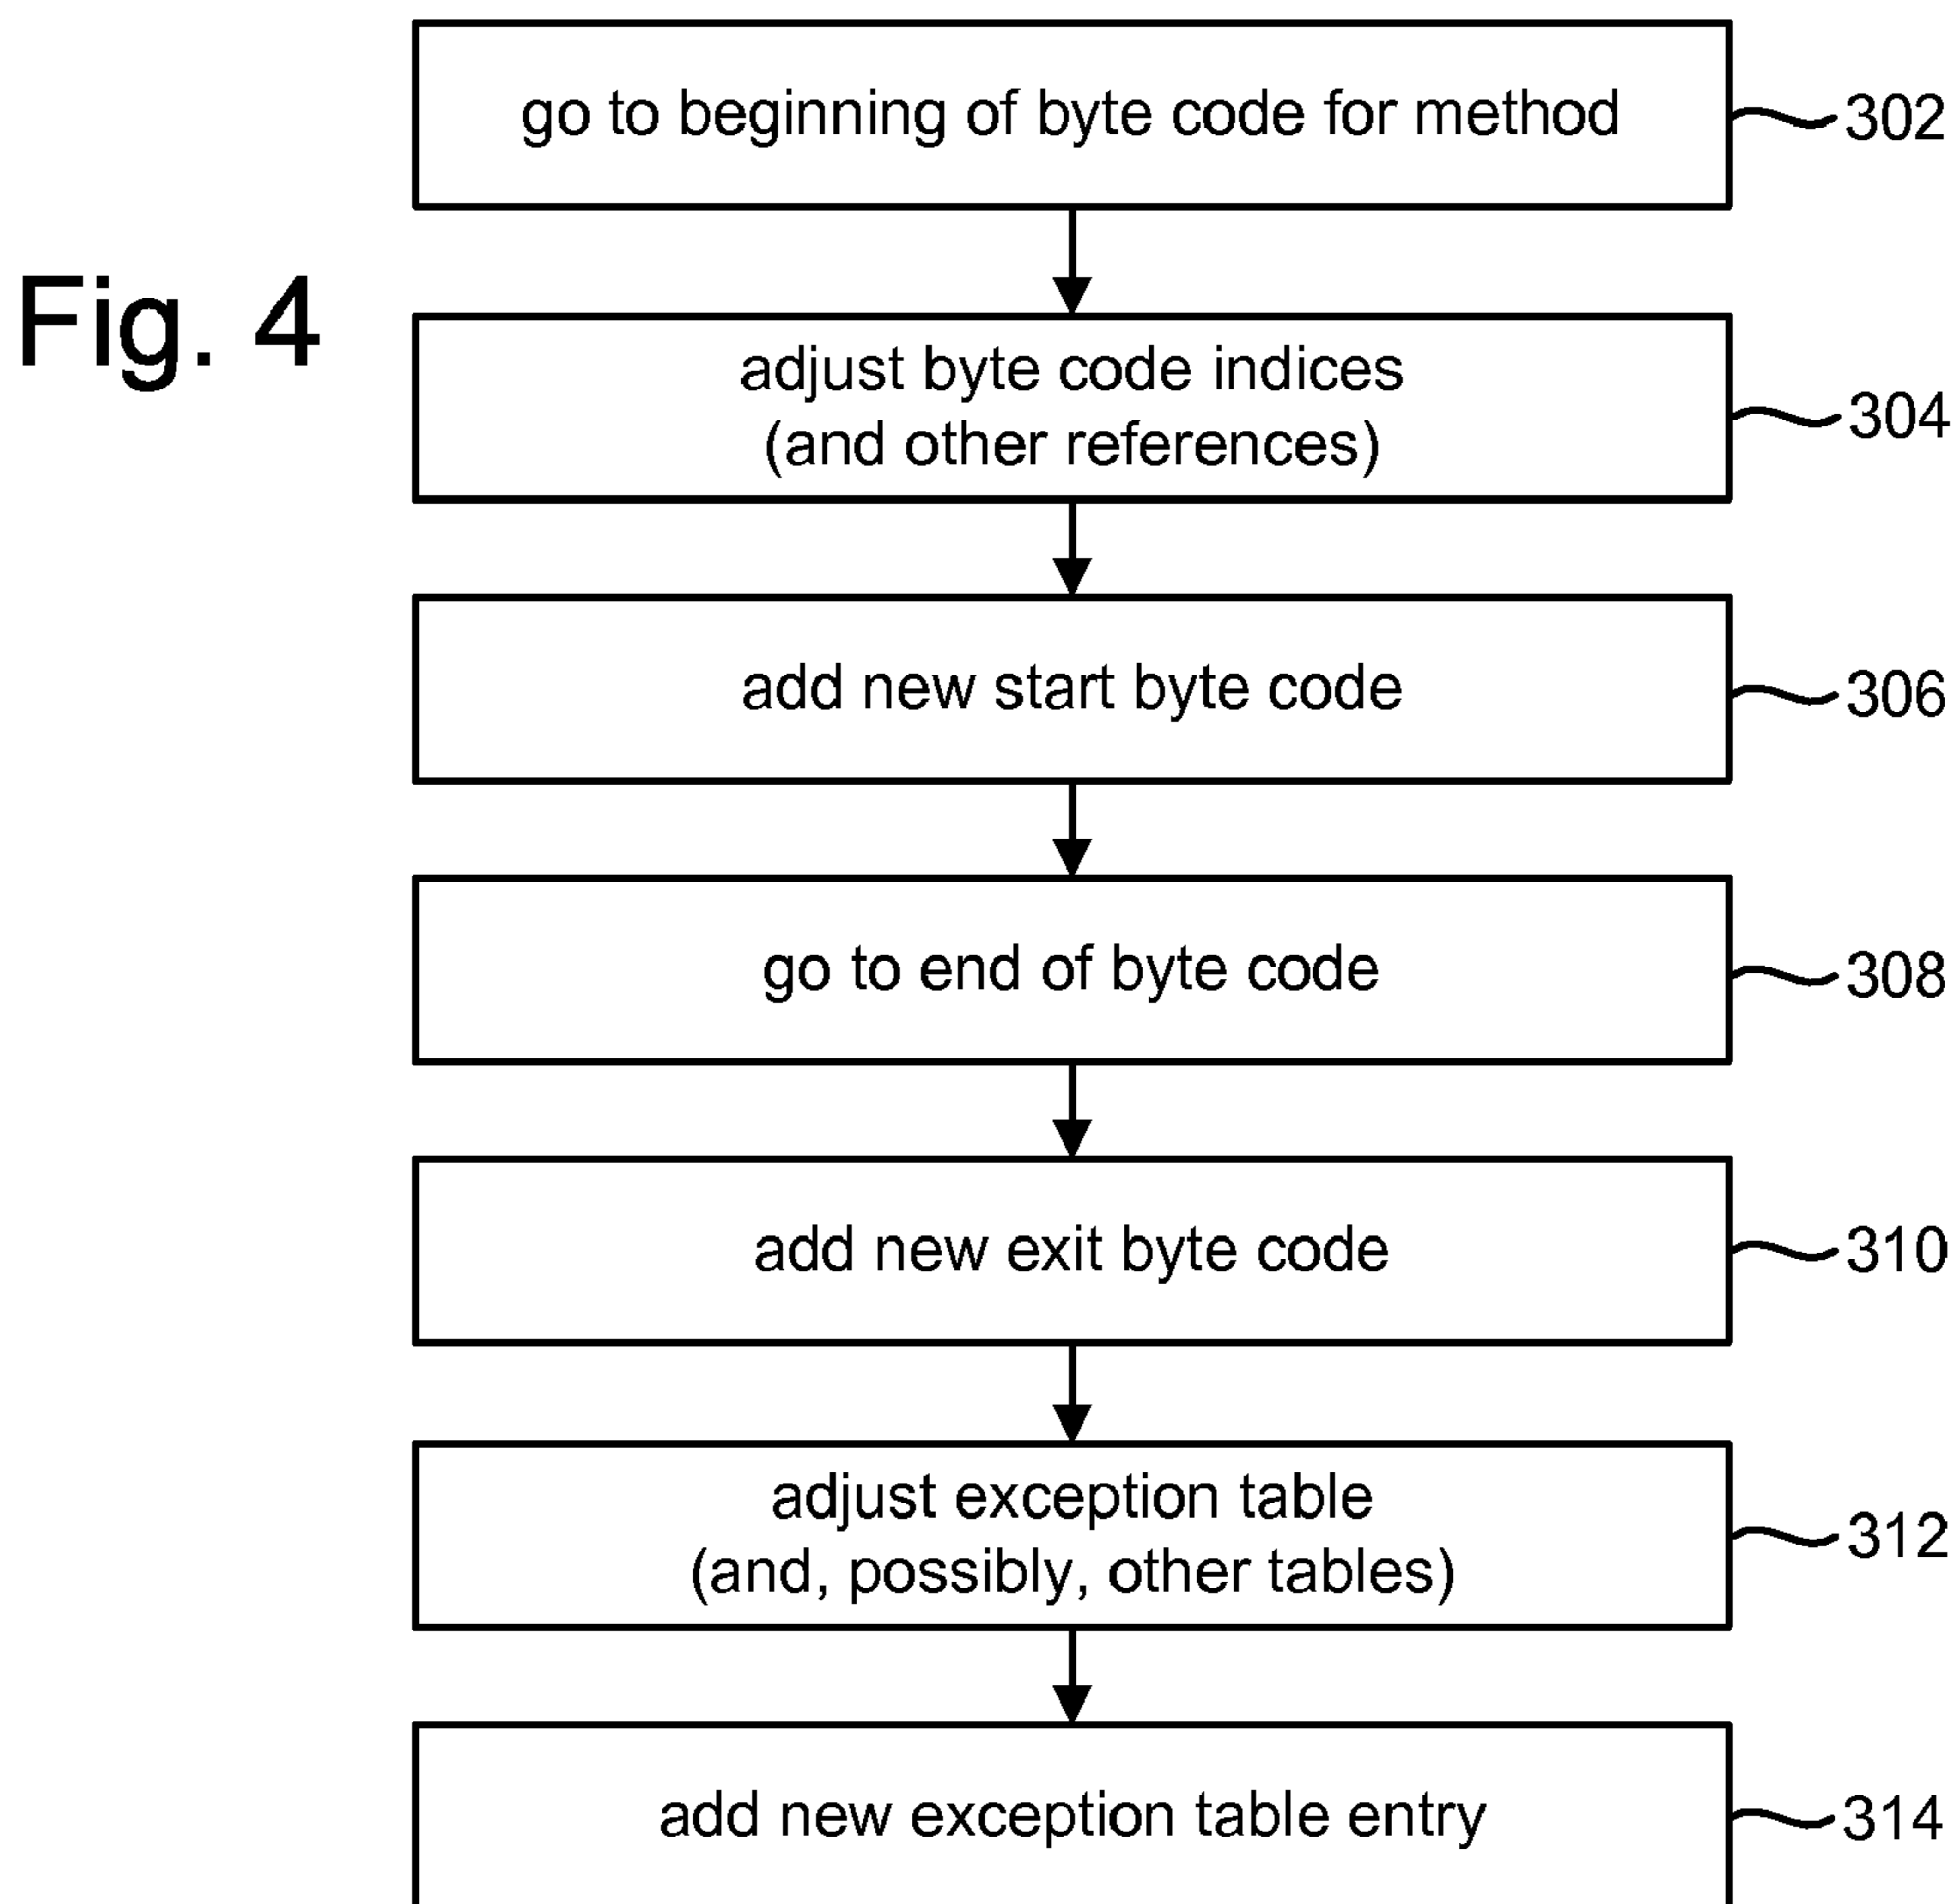 go to beginning of byte code for method
302
Fig. 4
adjust byte code indices
(and other references)
304
add new start byte code
306
go to end of byte code
308
add new exit byte code
310
adjust exception table
(and, possibly, other tables)
312
add new exception table entry
314